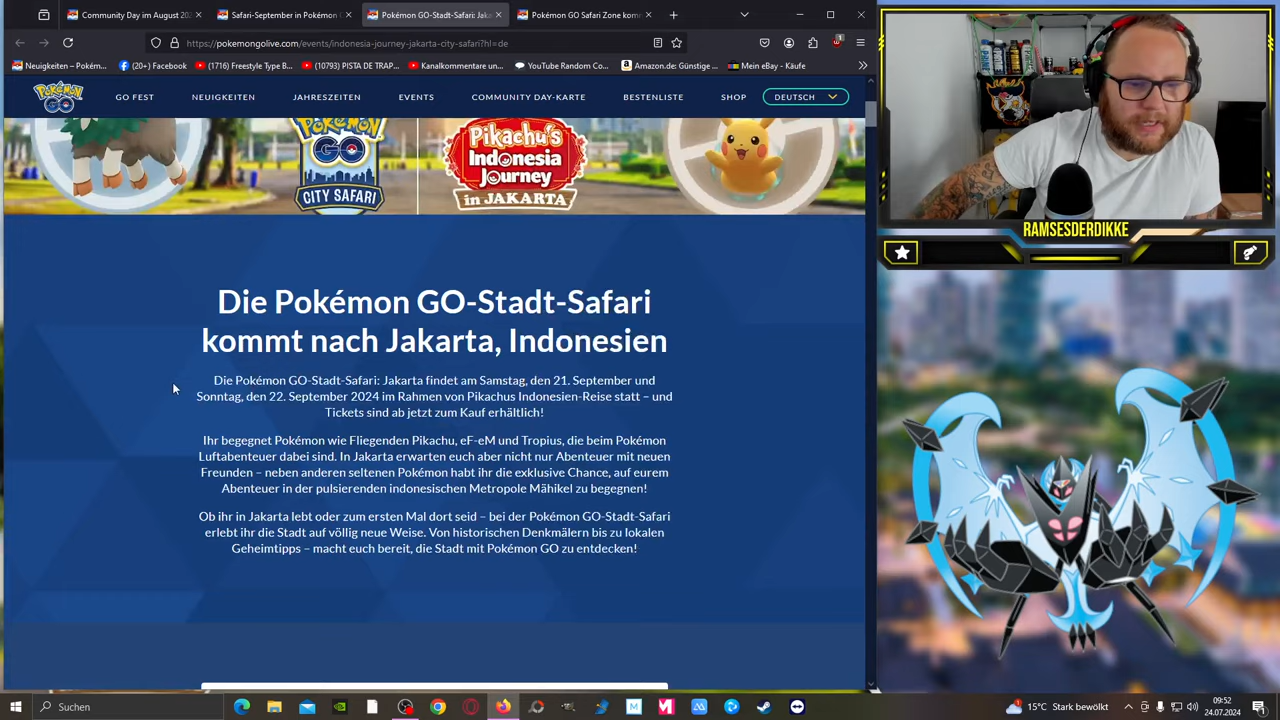 Community Day im August 20
Safari-September in Pokémon G
Pokémon GO-Stadt-Safari: Jaka
Pokémon GO Safari Zone komm
https://pokemongolive.com/events/indonesia-journey-jakarta-city-safari?hl=de
Neuigkeiten – Pokém...
(20+) Facebook
(1716) Freestyle Type B...
(10793) PISTA DE TRAP...
Kanalkommentare un...
YouTube Random Co...
Amazon.de: Günstige ...
Mein eBay - Käufe
Pokémon GO
GO FEST
NEUIGKEITEN
JAHRESZEITEN
EVENTS
COMMUNITY DAY-KARTE
BESTENLISTE
SHOP
DEUTSCH
Pokémon
GO
CITY SAFARI
Pikachu's
Indonesia
Journey
in JAKARTA
RAMSESDERDIKKE
Die Pokémon GO-Stadt-Safari
kommt nach Jakarta, Indonesien
Die Pokémon GO-Stadt-Safari: Jakarta findet am Samstag, den 21. September und
Sonntag, den 22. September 2024 im Rahmen von Pikachus Indonesien-Reise statt – und
Tickets sind ab jetzt zum Kauf erhältlich!
Ihr begegnet Pokémon wie Fliegenden Pikachu, eF-eM und Tropius, die beim Pokémon
Luftabenteuer dabei sind. In Jakarta erwarten euch aber nicht nur Abenteuer mit neuen
Freunden – neben anderen seltenen Pokémon habt ihr die exklusive Chance, auf eurem
Abenteuer in der pulsierenden indonesischen Metropole Mähikel zu begegnen!
Ob ihr in Jakarta lebt oder zum ersten Mal dort seid – bei der Pokémon GO-Stadt-Safari
erlebt ihr die Stadt auf völlig neue Weise. Von historischen Denkmälern bis zu lokalen
Geheimtipps – macht euch bereit, die Stadt mit Pokémon GO zu entdecken!
Suchen
15°C Stark bewölkt
09:52
24.07.2024